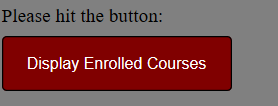 Please hit the button:
Display Enrolled Courses